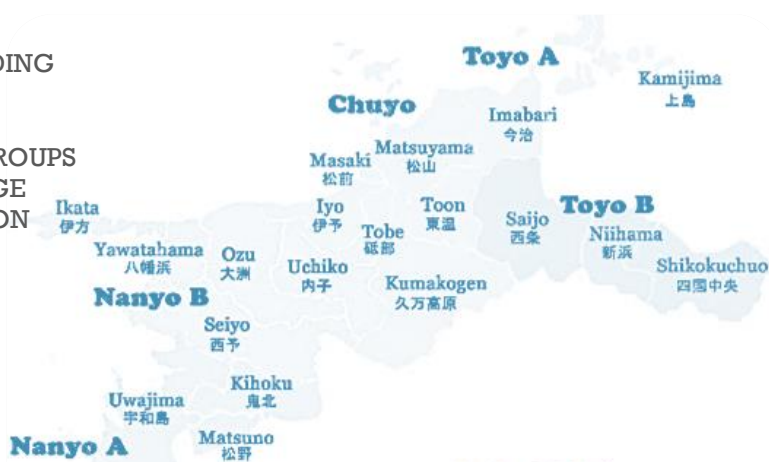 DING
ROUPS
GE
ON
Toyo A
Kamijima
上島
Chuyo
Imabari
今治
Matsuyama
松山
Masaki
松前
Ikata
伊方
Iyo
伊予
Toon
東温
Toyo B
Saijo
西条
Tobe
砥部
Niihama
新浜
Yawatahama
八幡浜
Ozu
大洲
Uchiko
内子
Shikokuchuo
四国中央
Kumakogen
久万高原
Nanyo B
Seiyo
西予
Kihoku
鬼北
Uwajima
宇和島
Nanyo A
Matsuno
松野